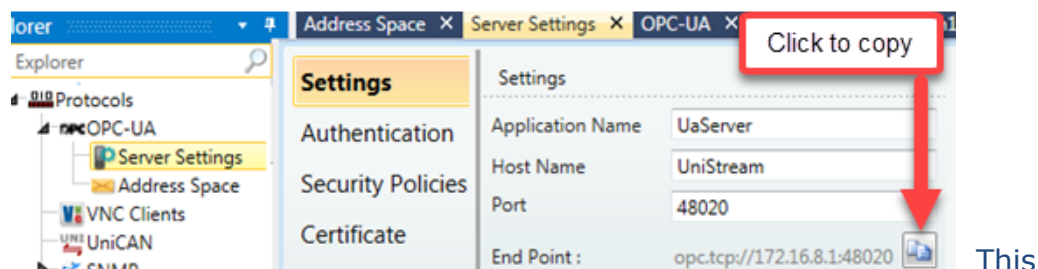 lorer
Address Space X Server Settings X OPC-UA X
Click to copy
Explorer
Protocols
OPC-UA
Server Settings
Address Space
VNC Clients
UniCAN
SNMP
Settings
Authentication
Security Policies
Certificate
Settings
Application Name UaServer
Host Name UniStream
Port 48020
End Point : opc.tcp://172.16.8.1:48020
This